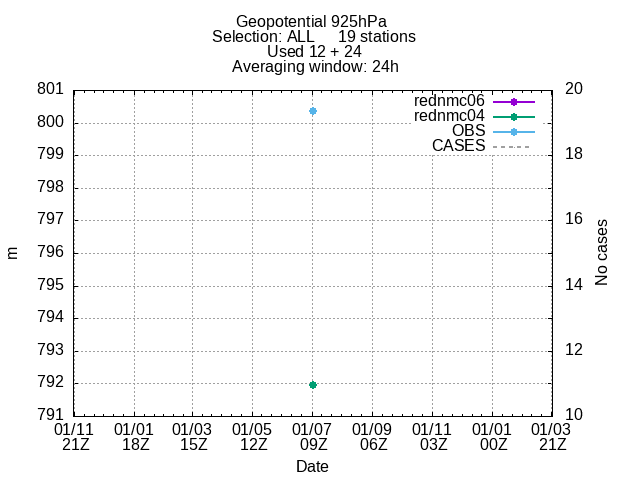 Geopotential 925hPa
Selection: ALL 19 stations
Used 12 + 24
Averaging window: 24h
801
800
799
798
797
796
795
794
793
792
791
m
20
18
16
14
12
10
No cases
rednmc06
rednmc04
OBS
CASES
01/11 01/01 01/03 01/05 01/07 01/09 01/11 01/01 01/03
21Z 18Z 15Z 12Z 09Z 06Z 03Z 00Z 21Z
Date